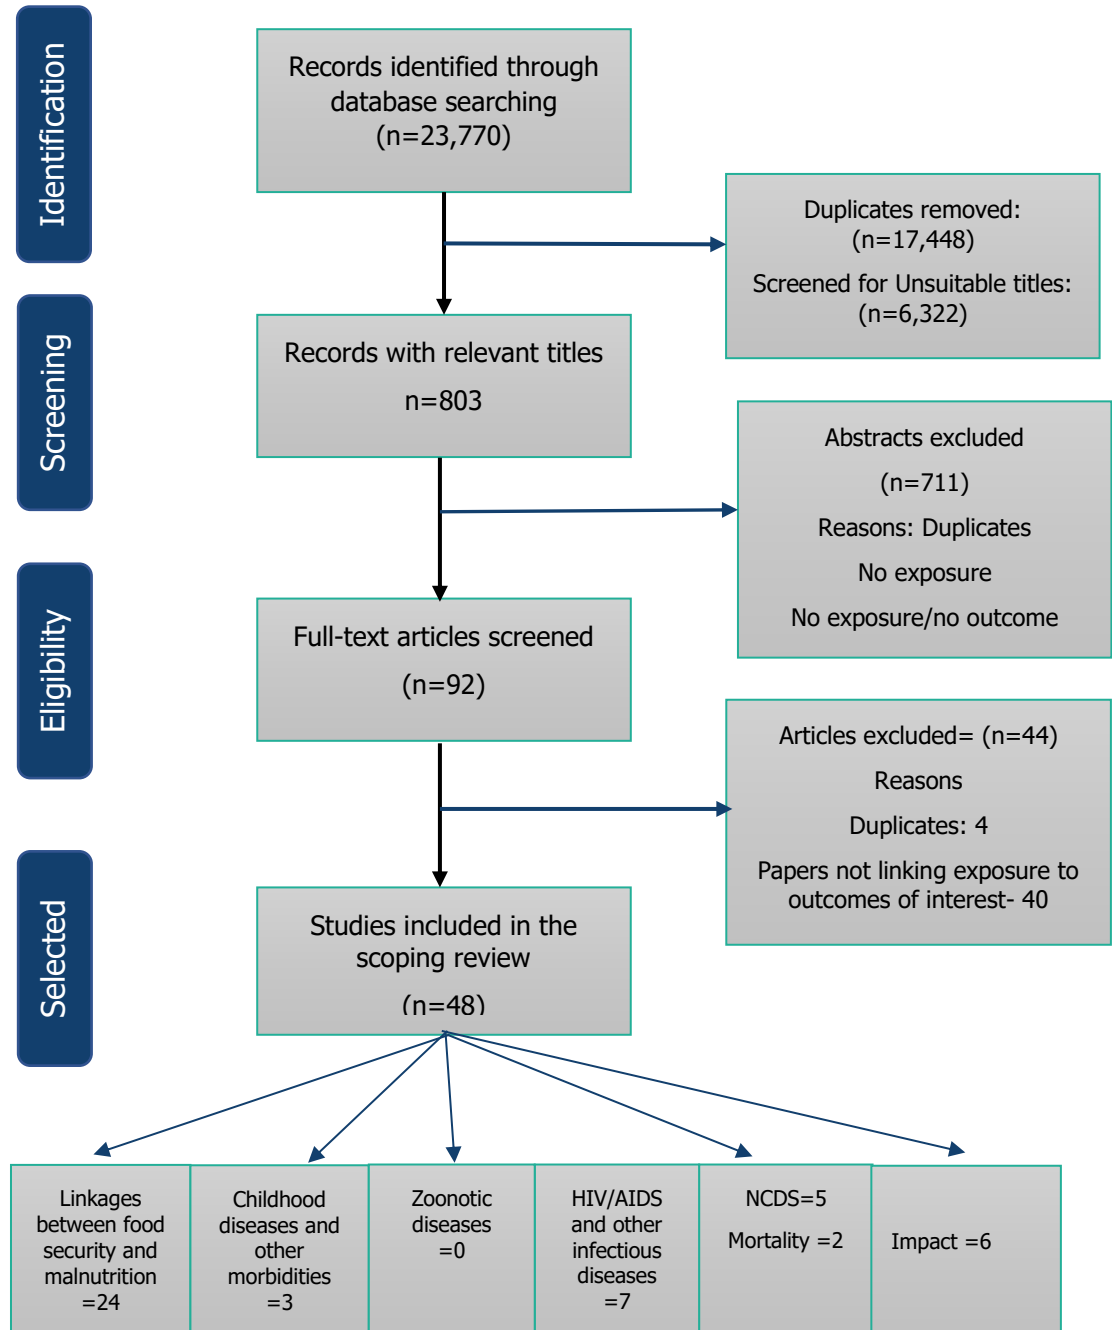 Identification
Records identified through
database searching
(n=23,770)
Duplicates removed:
(n=17,448)
Screened for Unsuitable titles:
(n=6,322)
Screening
Records with relevant titles
n=803
Abstracts excluded
(n=711)
Reasons: Duplicates
No exposure
No exposure/no outcome
Eligibility
Full-text articles screened
(n=92)
Articles excluded= (n=44)
Reasons
Duplicates: 4
Papers not linking exposure to
outcomes of interest- 40
Selected
Studies included in the
scoping review
(n=48)
Linkages
between food
security and
malnutrition
=24
Childhood
diseases and
other
morbidities
=3
Zoonotic
diseases
=0
HIV/AIDS
and other
infectious
diseases
=7
NCDS=5
Mortality =2
Impact =6